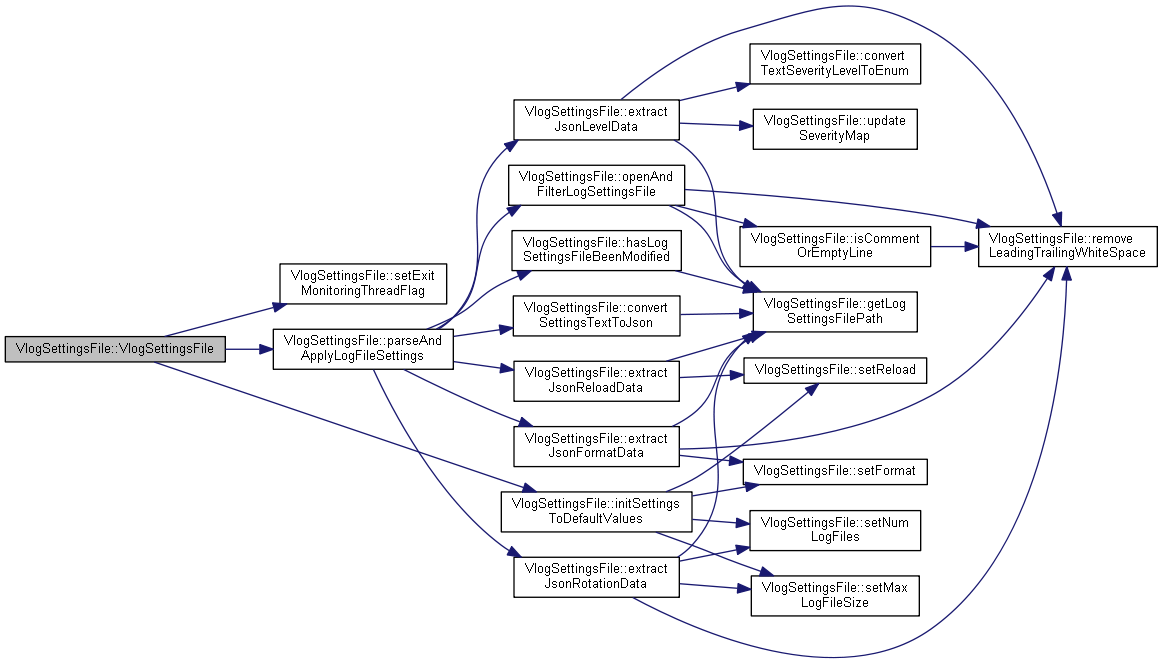 VlogSettingsFile::VlogSettingsFile
VlogSettingsFile::setExit
MonitoringThreadFlag
VlogSettingsFile::parseAnd
ApplyLogFileSettings
VlogSettingsFile::extract
JsonLevelData
VlogSettingsFile::openAnd
FilterLogSettingsFile
VlogSettingsFile::hasLog
SettingsFileBeenModified
VlogSettingsFile::convert
SettingsTextToJson
VlogSettingsFile::extract
JsonReloadData
VlogSettingsFile::extract
JsonFormatData
VlogSettingsFile::initSettings
ToDefaultValues
VlogSettingsFile::extract
JsonRotationData
VlogSettingsFile::convert
TextSeverityLevelToEnum
VlogSettingsFile::update
SeverityMap
VlogSettingsFile::isComment
OrEmptyLine
VlogSettingsFile::getLog
SettingsFilePath
VlogSettingsFile::setReload
VlogSettingsFile::setFormat
VlogSettingsFile::setNum
LogFiles
VlogSettingsFile::setMax
LogFileSize
VlogSettingsFile::remove
LeadingTrailingWhiteSpace